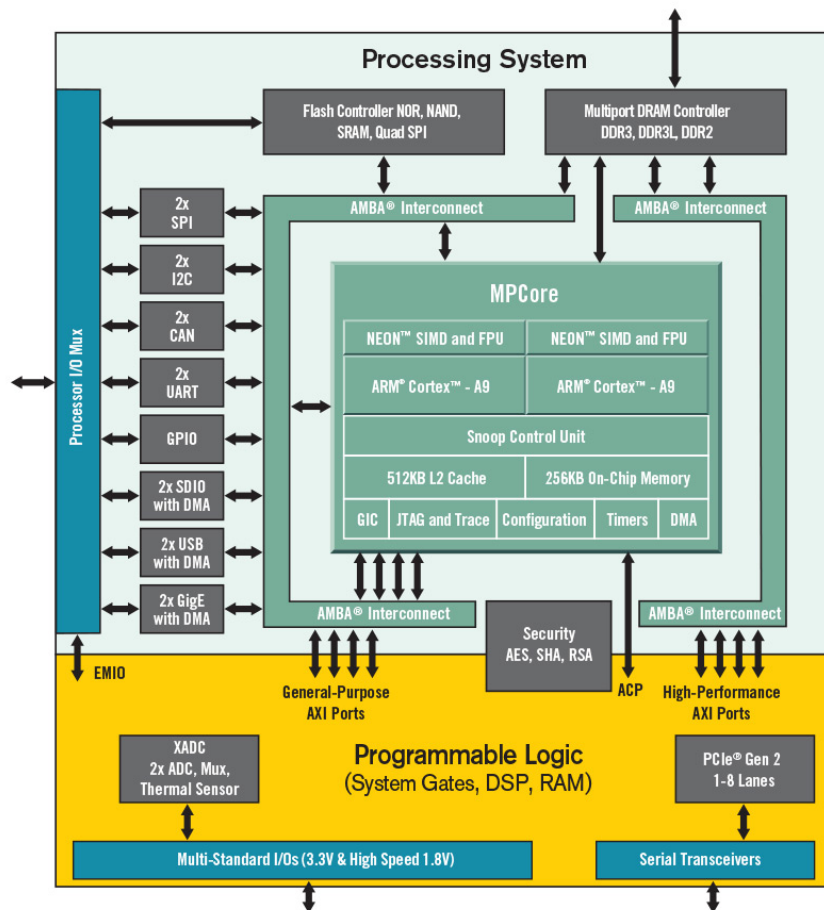 Processing System
Flash Controller NOR, NAND,
SRAM, Quad SPI
Multiport DRAM Controller
DDR3, DDR3L, DDR2
Processor I/O Mux
2x
SPI
2x
I2C
2x
CAN
2x
UART
GPIO
2x SDIO
with DMA
2x USB
with DMA
2x GigE
with DMA
AMBA® Interconnect
AMBA® Interconnect
MPCore
NEON™ SIMD and FPU
NEON™ SIMD and FPU
ARM® Cortex™ - A9
ARM® Cortex™ - A9
Snoop Control Unit
512KB L2 Cache
256KB On-Chip Memory
GIC
JTAG and Trace
Configuration
Timers
DMA
AMBA® Interconnect
AMBA® Interconnect
Security
AES, SHA, RSA
EMIO
General-Purpose
AXI Ports
ACP
High-Performance
AXI Ports
XADC
2x ADC, Mux,
Thermal Sensor
Programmable Logic
(System Gates, DSP, RAM)
PCIe® Gen 2
1-8 Lanes
Multi-Standard I/Os (3.3V & High Speed 1.8V)
Serial Transceivers